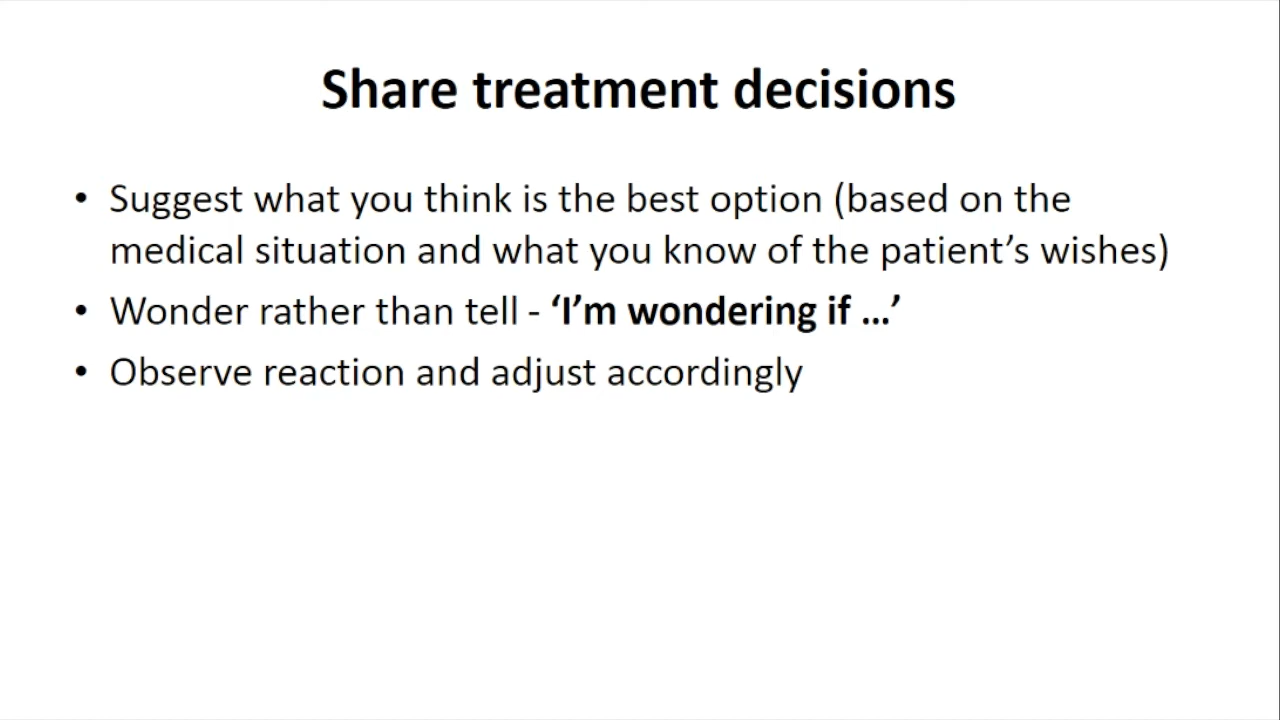 Share treatment decisions
• Suggest what you think is the best option (based on the
medical situation and what you know of the patient’s wishes)
• Wonder rather than tell - ‘I’m wondering if …’
• Observe reaction and adjust accordingly